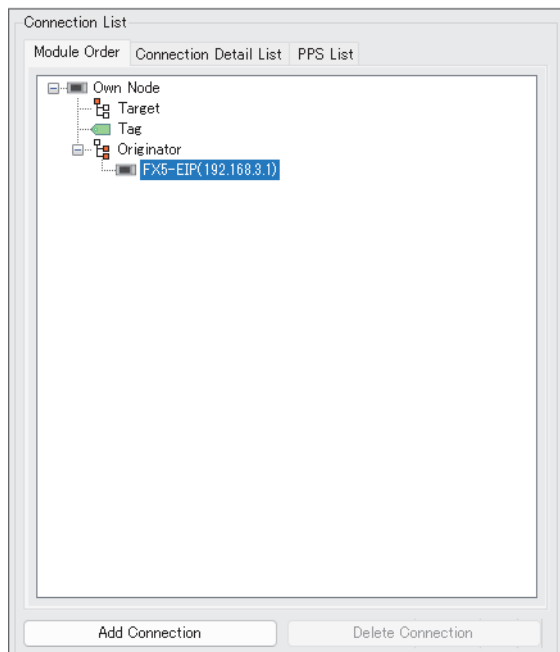 Connection List
Module Order Connection Detail List PPS List
Own Node
Target
Tag
Originator
FX5-EIP(192.168.3.1)
Add Connection Delete Connection